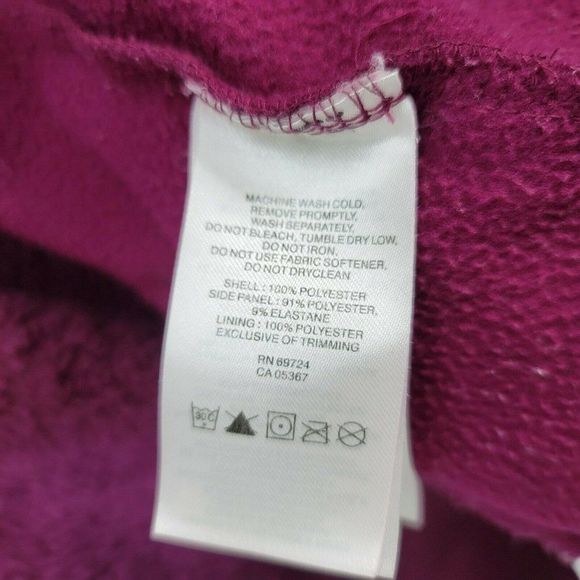 MACHINE WASH COLD,
REMOVE PROMPTLY,
WASH SEPARATELY,
DO NOT BLEACH, TUMBLE DRY LOW,
DO NOT IRON,
DO NOT USE FABRIC SOFTENER,
DO NOT DRYCLEAN
SHELL : 100% POLYESTER
SIDE PANEL : 91% POLYESTER,
9% ELASTANE
LINING : 100% POLYESTER
EXCLUSIVE OF TRIMMING
RN 69724
CA 05367
30 C